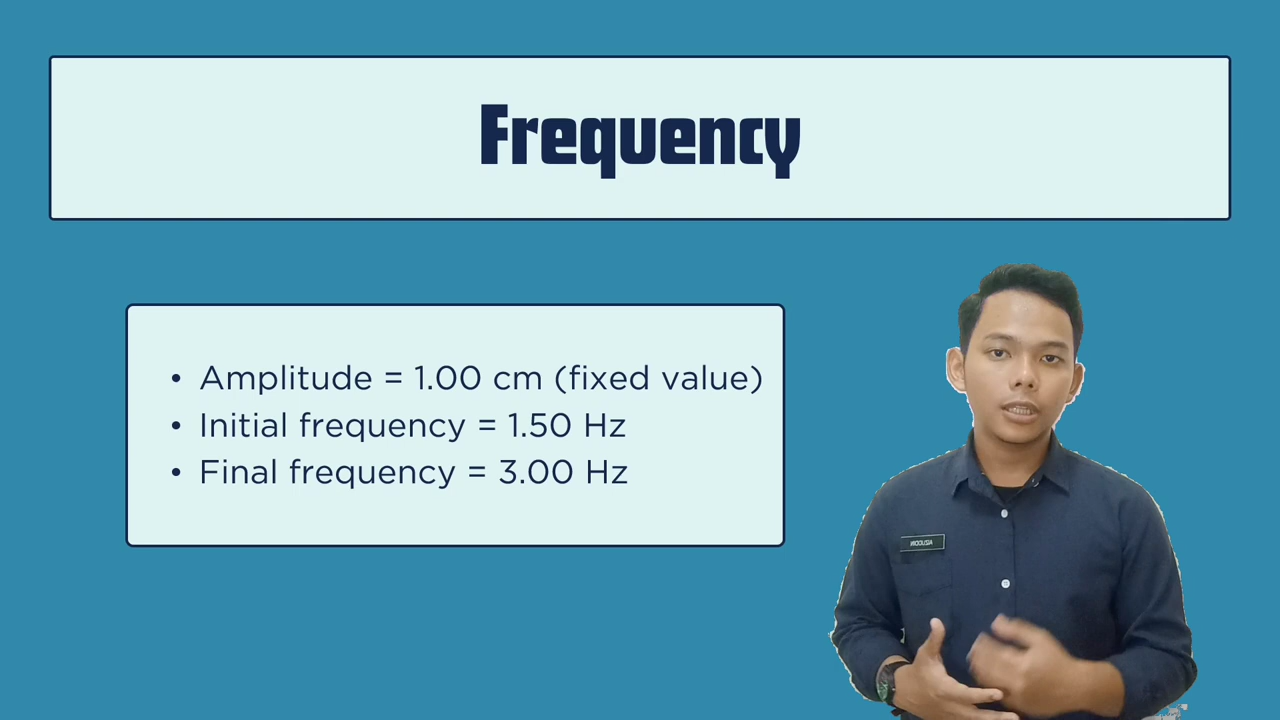 Frequency
• Amplitude = 1.00 cm (fixed value)
• Initial frequency = 1.50 Hz
• Final frequency = 3.00 Hz